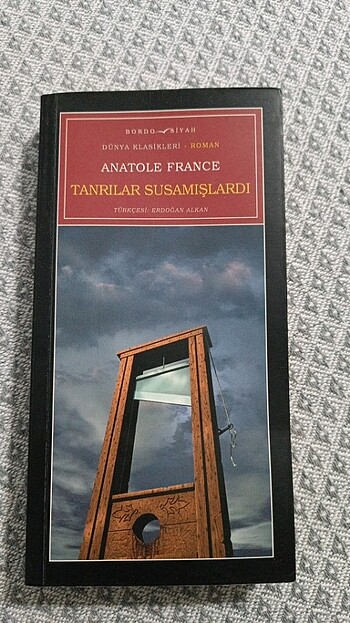 BORDO SİYAH
DÜNYA KLASİKLERİ - ROMAN
ANATOLE FRANCE
TANRILAR SUSAMIŞLARDI
TÜRKÇESİ: ERDOĞAN ALKAN